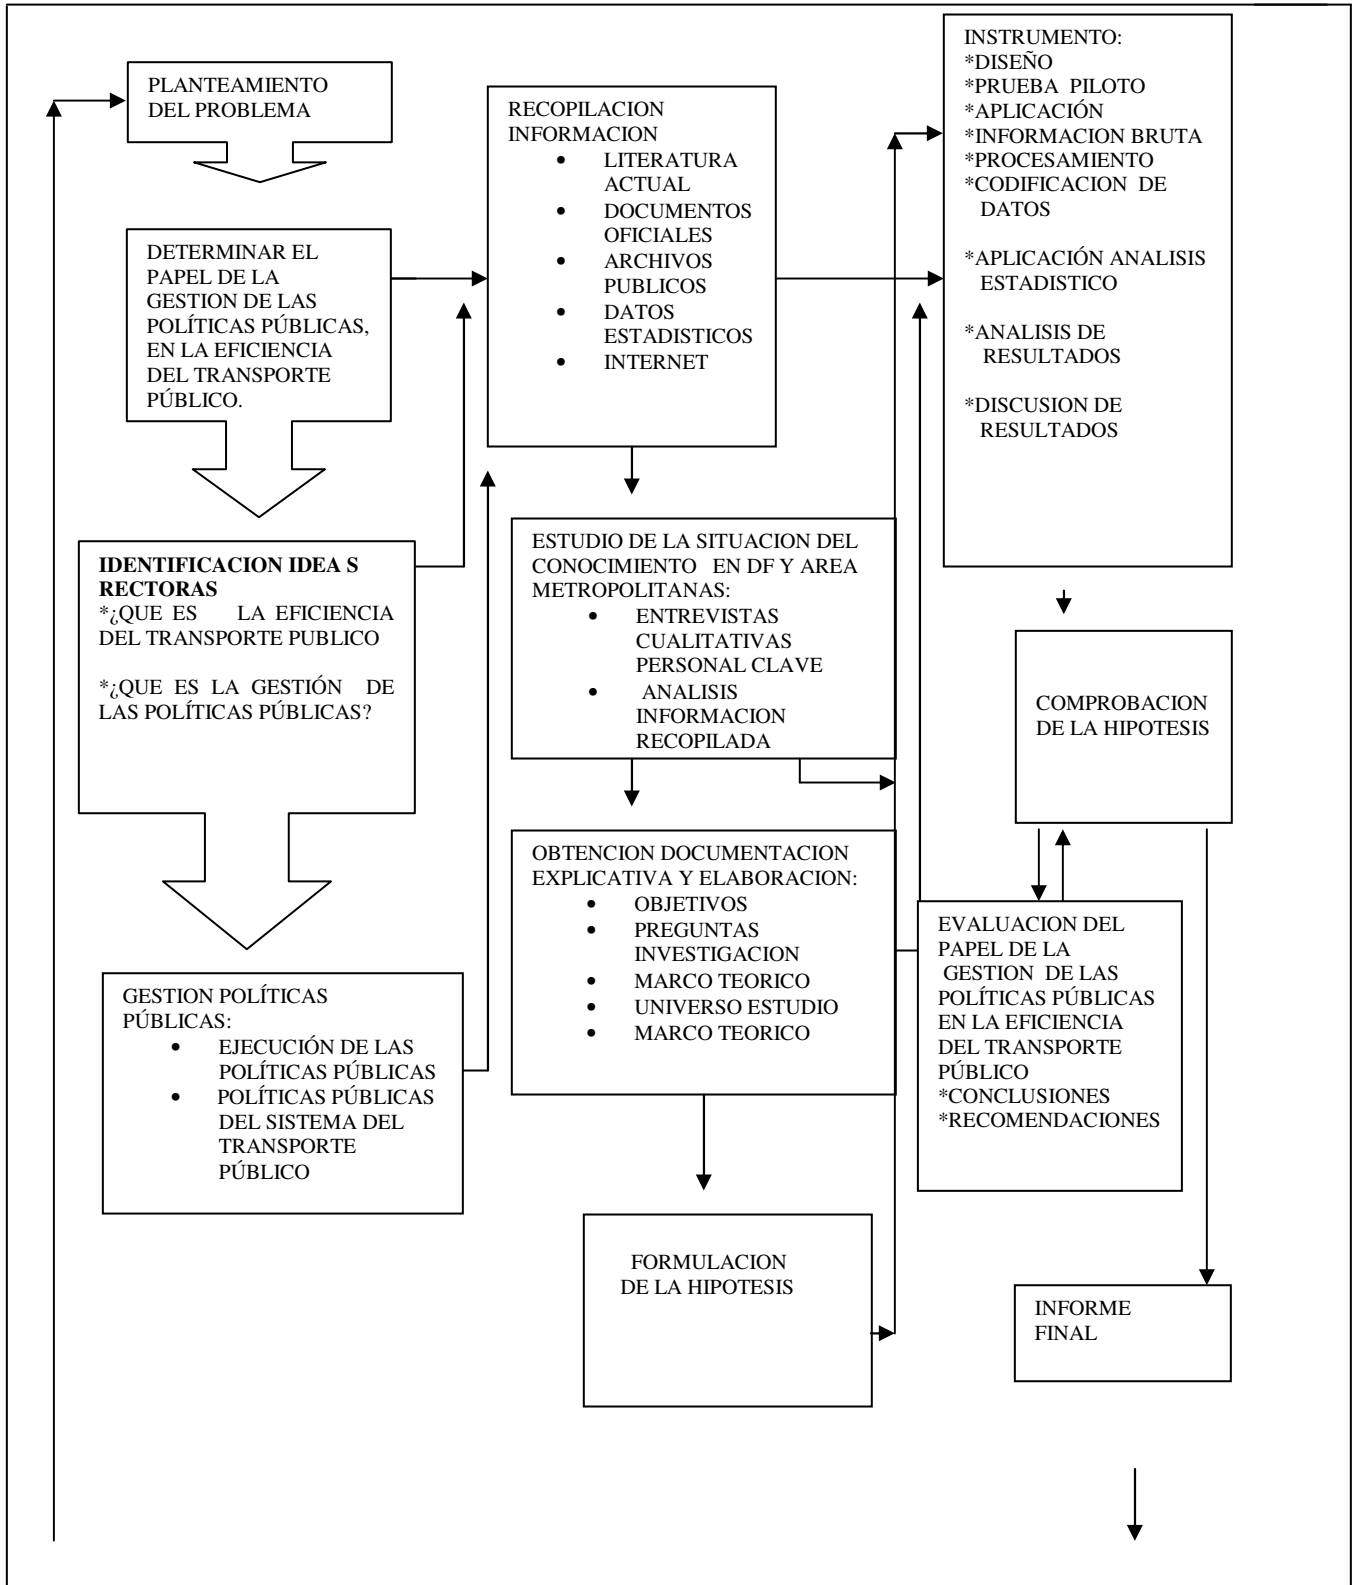 PLANTEAMIENTO
DEL PROBLEMA
DETERMINAR EL
PAPEL DE LA
GESTION DE LAS
POLÍTICAS PÚBLICAS,
EN LA EFICIENCIA
DEL TRANSPORTE
PÚBLICO.
IDENTIFICACION IDEA S
RECTORAS
*¿QUE ES LA EFICIENCIA
DEL TRANSPORTE PUBLICO
*¿QUE ES LA GESTIÓN DE
LAS POLÍTICAS PÚBLICAS?
GESTION POLÍTICAS
PÚBLICAS:
• EJECUCIÓN DE LAS
POLÍTICAS PÚBLICAS
• POLÍTICAS PÚBLICAS
DEL SISTEMA DEL
TRANSPORTE
PÚBLICO
RECOPILACION
INFORMACION
• LITERATURA
ACTUAL
• DOCUMENTOS
OFICIALES
• ARCHIVOS
PUBLICOS
• DATOS
ESTADISTICOS
• INTERNET
ESTUDIO DE LA SITUACION DEL
CONOCIMIENTO EN DF Y AREA
METROPOLITANAS:
• ENTREVISTAS
CUALITATIVAS
PERSONAL CLAVE
• ANALISIS
INFORMACION
RECOPILADA
OBTENCION DOCUMENTACION
EXPLICATIVA Y ELABORACION:
• OBJETIVOS
• PREGUNTAS
INVESTIGACION
• MARCO TEORICO
• UNIVERSO ESTUDIO
• MARCO TEORICO
FORMULACION
DE LA HIPOTESIS
INSTRUMENTO:
*DISEÑO
*PRUEBA PILOTO
*APLICACIÓN
*INFORMACION BRUTA
*PROCESAMIENTO
*CODIFICACION DE
DATOS
*APLICACIÓN ANALISIS
ESTADISTICO
*ANALISIS DE
RESULTADOS
*DISCUSION DE
RESULTADOS
COMPROBACION
DE LA HIPOTESIS
EVALUACION DEL
PAPEL DE LA
GESTION DE LAS
POLÍTICAS PÚBLICAS
EN LA EFICIENCIA
DEL TRANSPORTE
PÚBLICO
*CONCLUSIONES
*RECOMENDACIONES
INFORME
FINAL